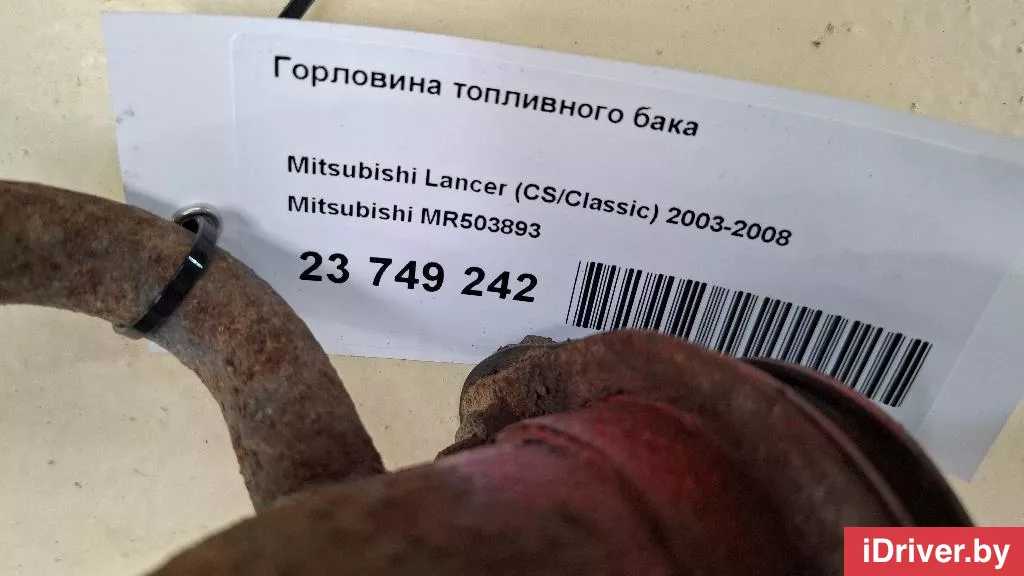 Горловина топливного бака
Mitsubishi Lancer (CS/Classic) 2003-2008
Mitsubishi MR503893
23 749 242
iDriver.by